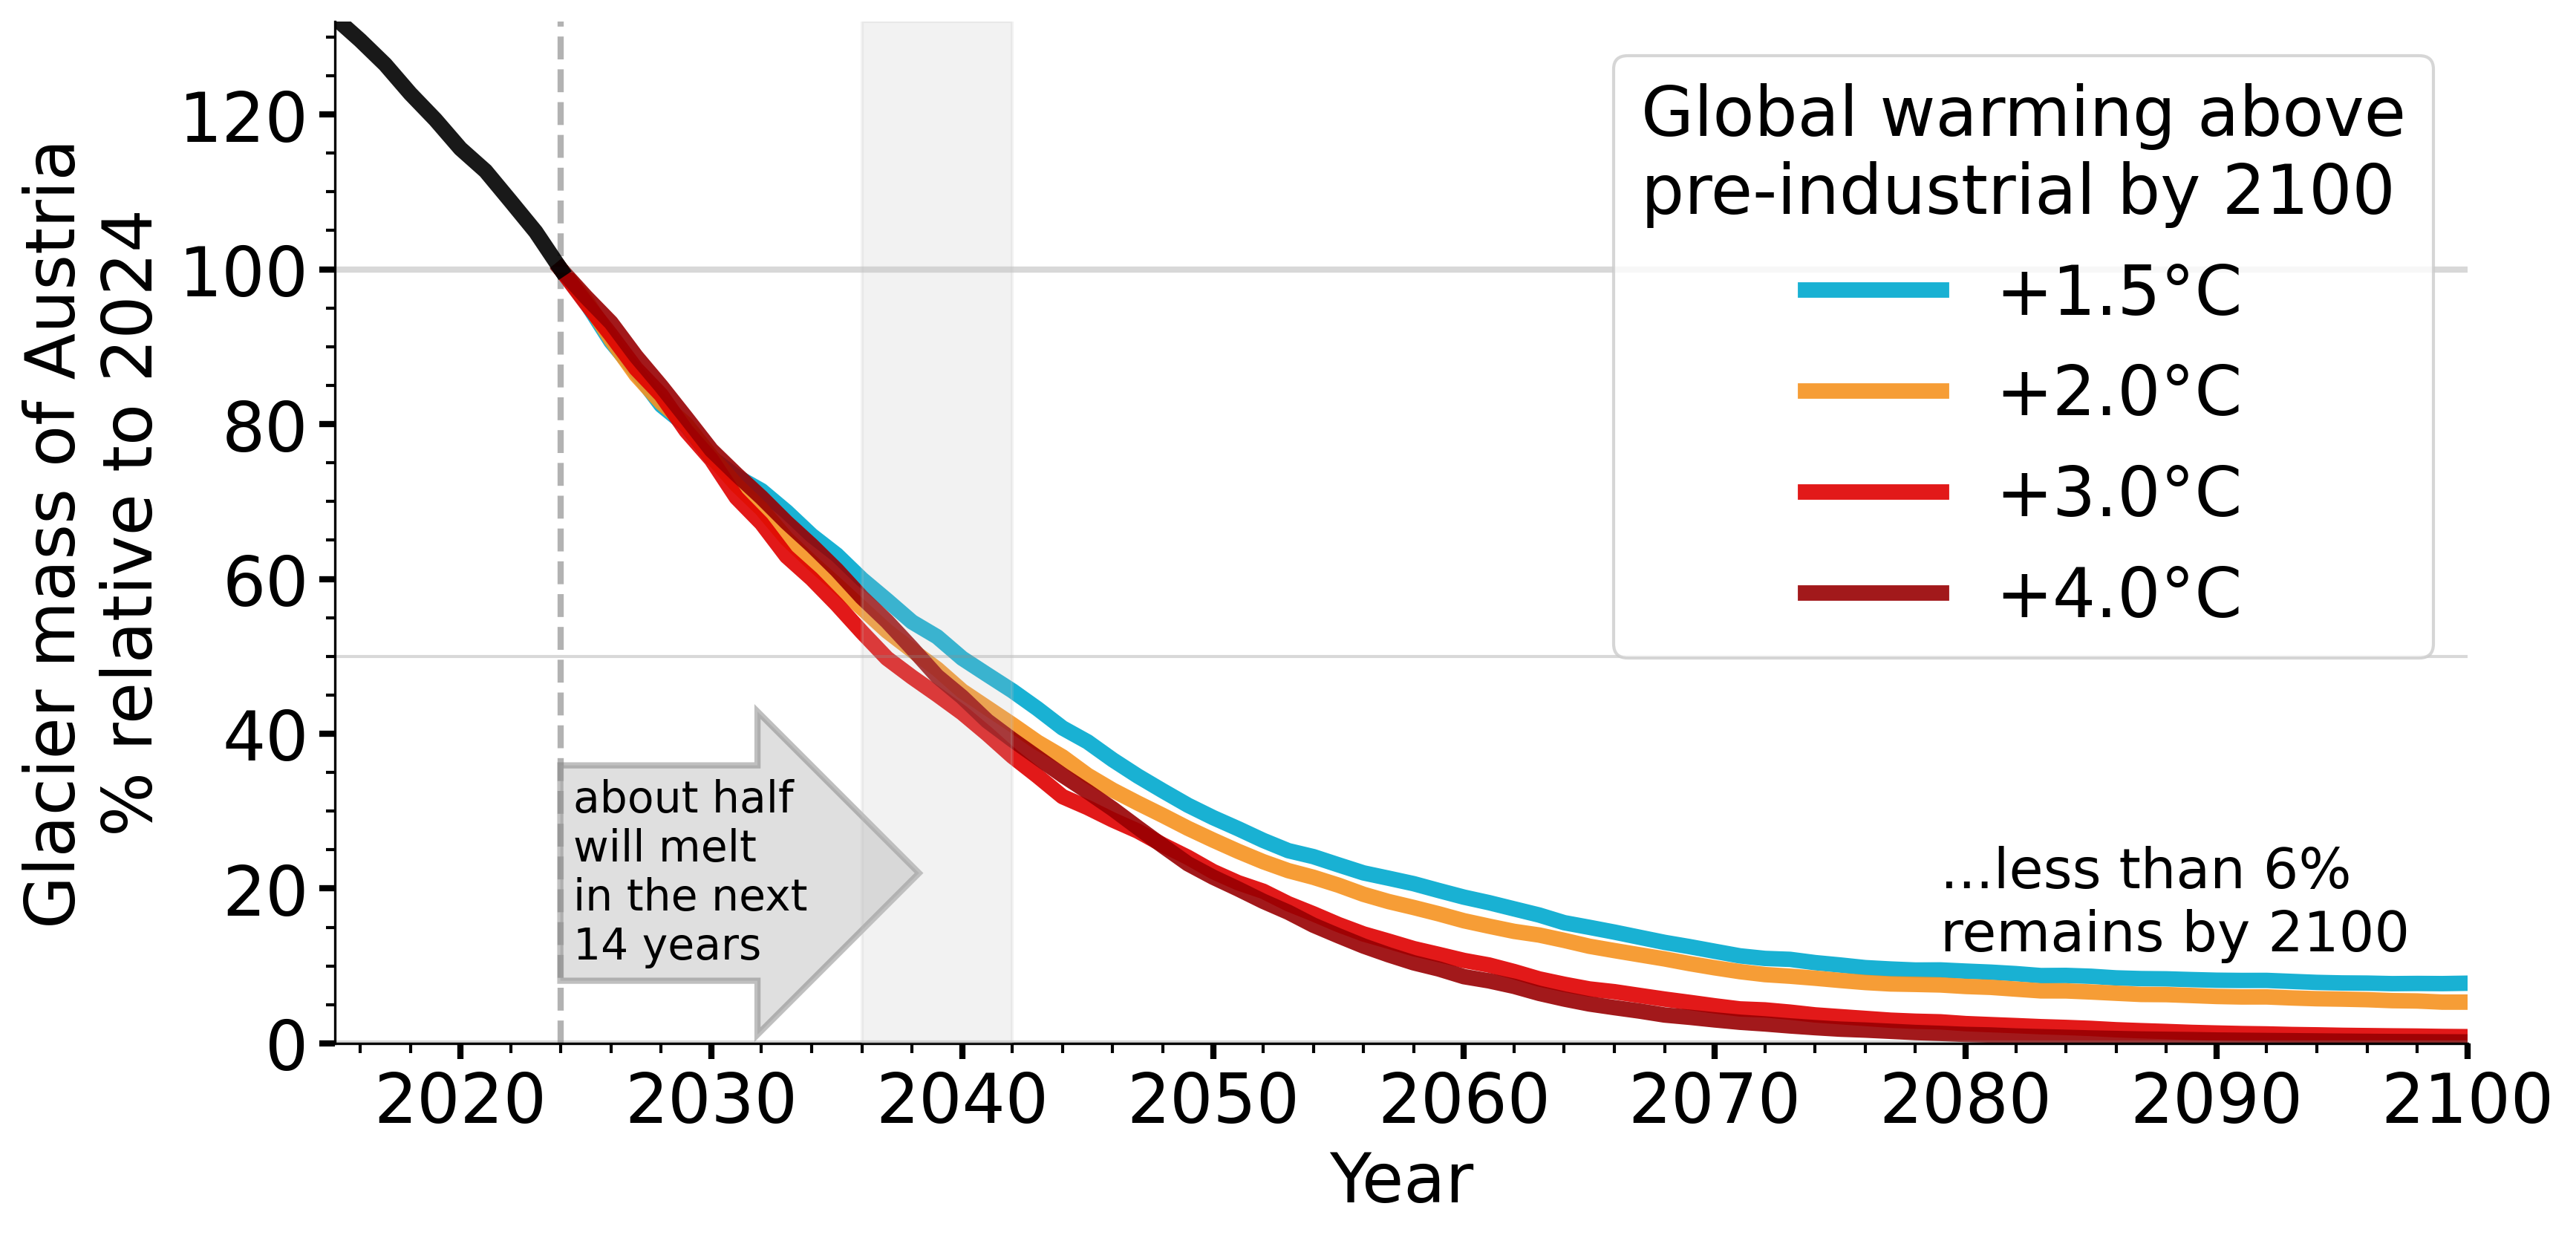 Glacier mass of Austria
% relative to 2024
120
100
80
60
40
20
0
Global warming above
pre-industrial by 2100
+1.5°C
+2.0°C
+3.0°C
+4.0°C
about half
will melt
in the next
14 years
...less than 6%
remains by 2100
2020 2030 2040 2050 2060 2070 2080 2090 2100
Year